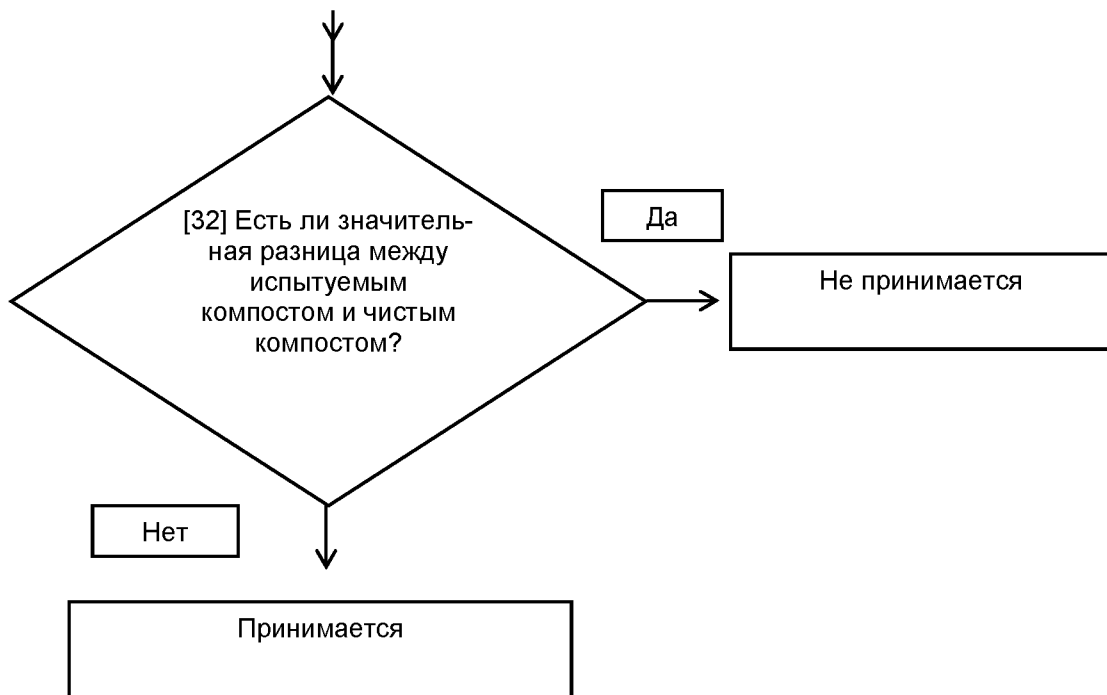 [32] Есть ли значитель-
ная разница между
испытуемым
компостом и чистым
компостом?
Да
Не принимается
Нет
Принимается